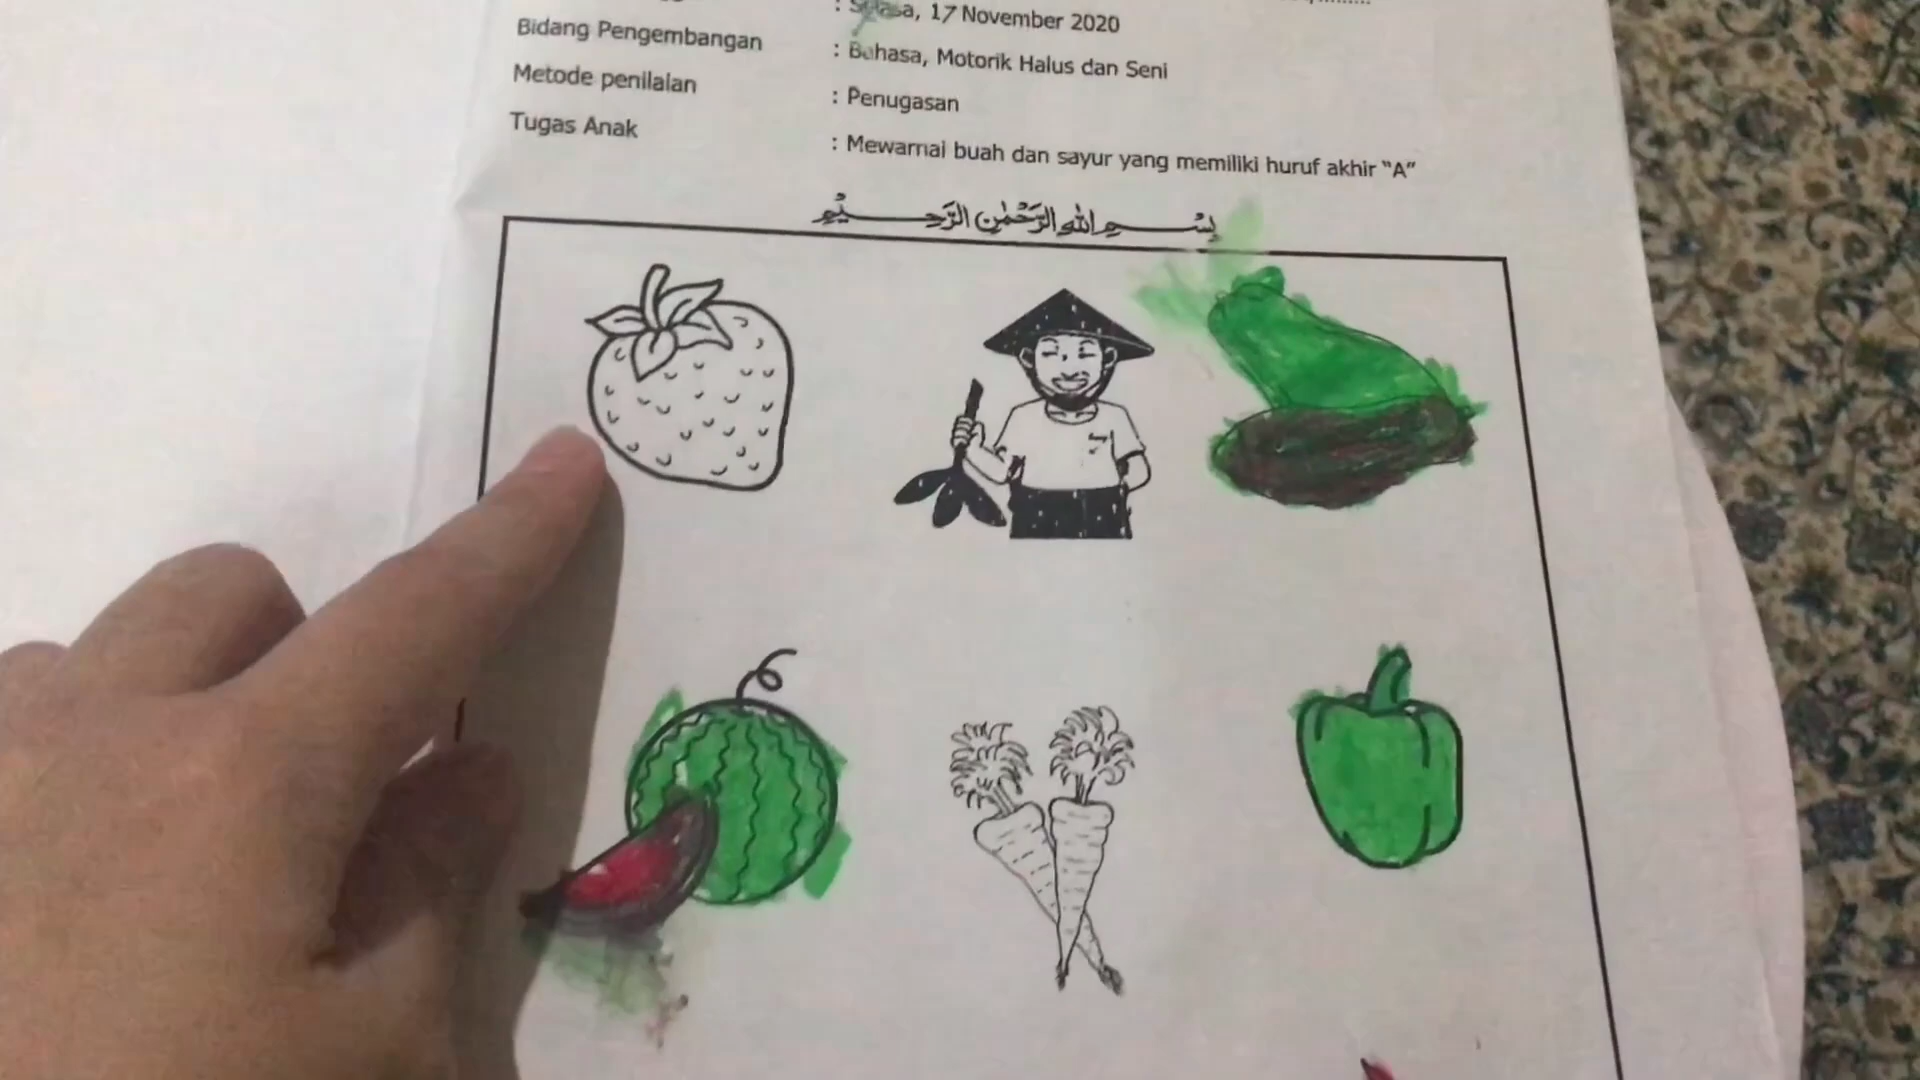 : Selasa, 17 November 2020
Bidang Pengembangan : Bahasa, Motorik Halus dan Seni
Metode penilaian : Penugasan
Tugas Anak : Mewarnai buah dan sayur yang memiliki huruf akhir "A"
بِسْمِ اللهِ الرَّحْمٰنِ الرَّحِيْمِ